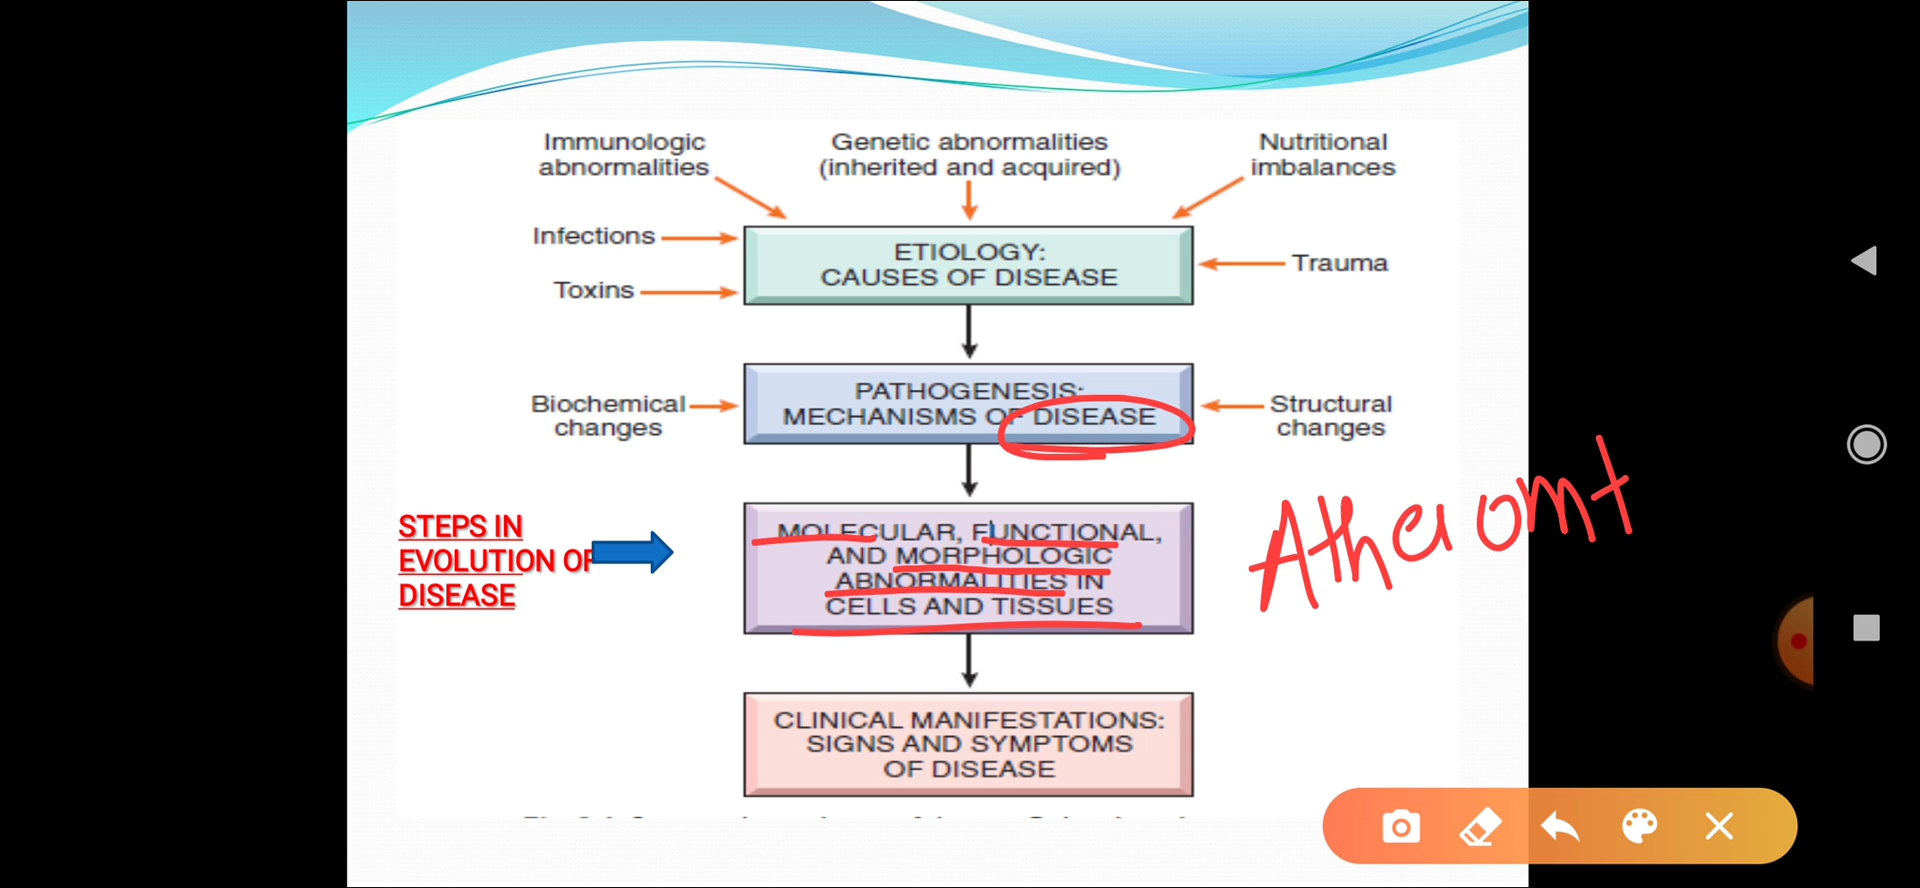 Immunologic
abnormalities
Genetic abnormalities
(inherited and acquired)
Nutritional
imbalances
Infections
Toxins
ETIOLOGY:
CAUSES OF DISEASE
Trauma
Biochemical
changes
PATHOGENESIS:
MECHANISMS OF DISEASE
Structural
changes
STEPS IN
EVOLUTION OF
DISEASE
MOLECULAR, FUNCTIONAL,
AND MORPHOLOGIC
ABNORMALITIES IN
CELLS AND TISSUES
CLINICAL MANIFESTATIONS:
SIGNS AND SYMPTOMS
OF DISEASE